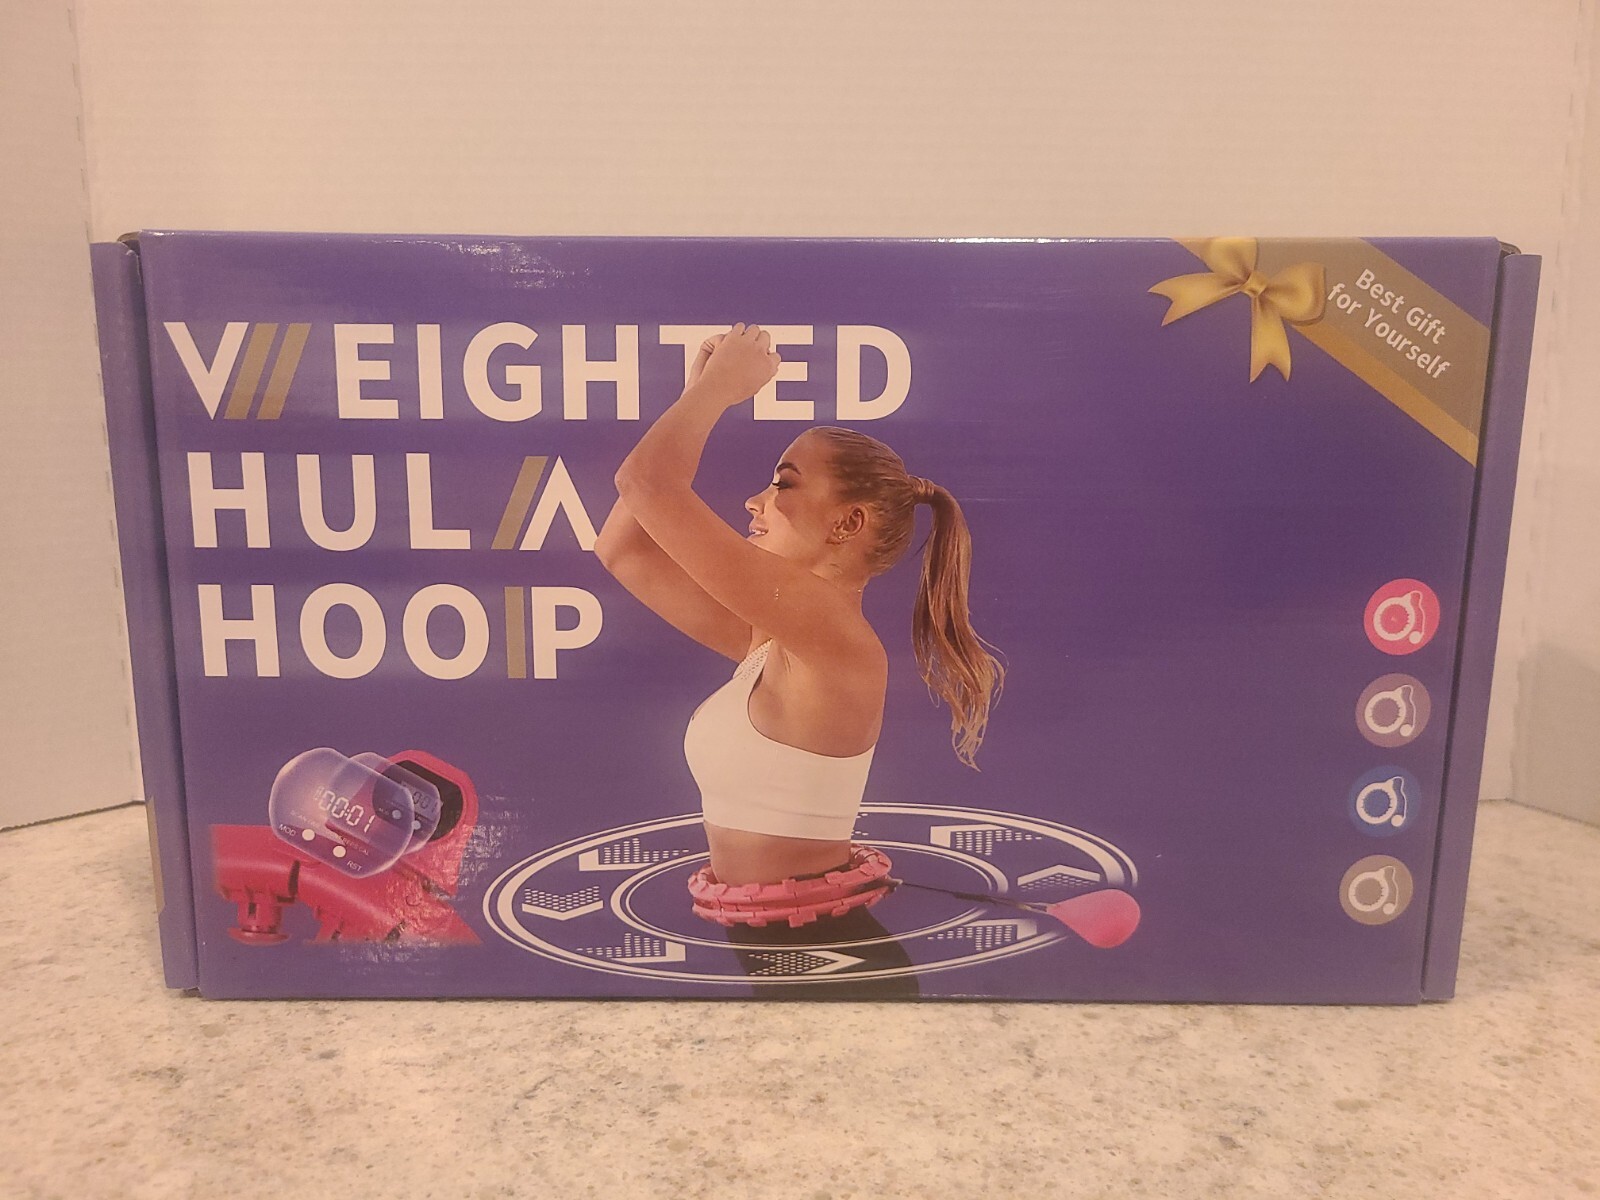 WEIGHTED
HULA
HOOP
Best Gift
for Yourself
00:01
MOD
RST